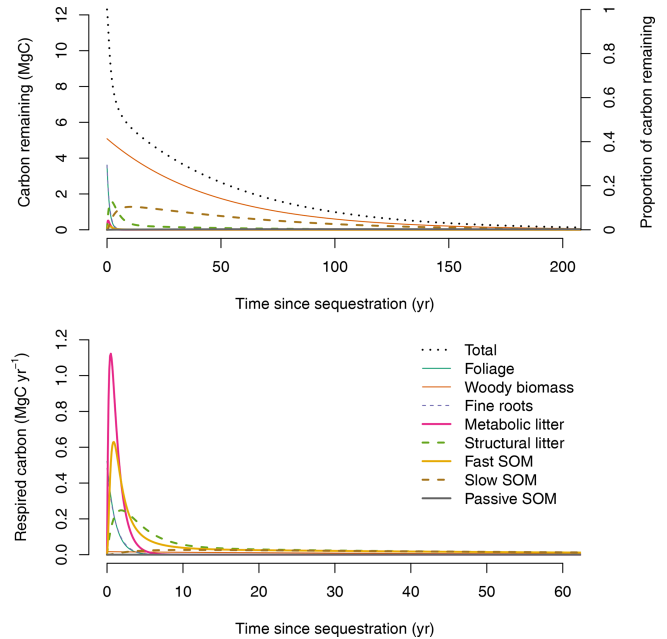 Carbon remaining (MgC)
0 2 4 6 8 10 12
Proportion of carbon remaining
0 0.2 0.4 0.6 0.8 1
0 50 100 150 200
Time since sequestration (yr)
Respired carbon (MgC yr⁻¹)
0.0 0.2 0.4 0.6 0.8 1.0 1.2
Total
Foliage
Woody biomass
Fine roots
Metabolic litter
Structural litter
Fast SOM
Slow SOM
Passive SOM
0 10 20 30 40 50 60
Time since sequestration (yr)